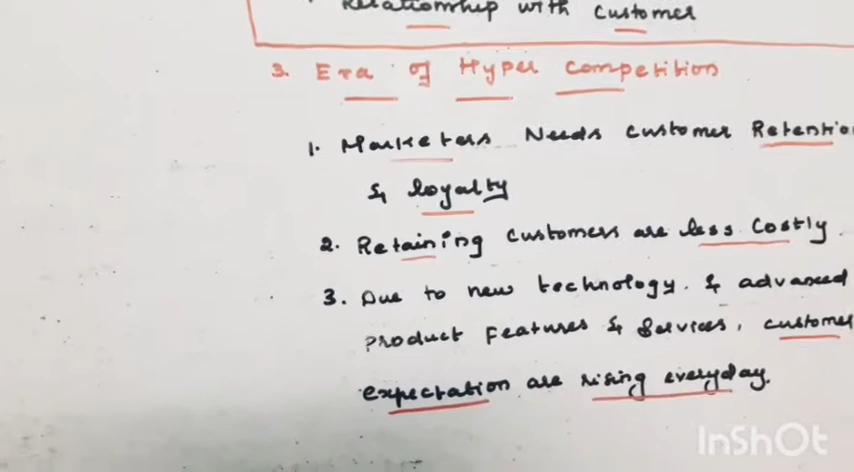 Relationship with customer
3. Era of Hyper competition
1. Marketers Needs customer Retention
& loyalty
2. Retaining customers are less costly.
3. Due to new technology. & advanced
product features & Services, customer
expectation are rising everyday.
InShOt